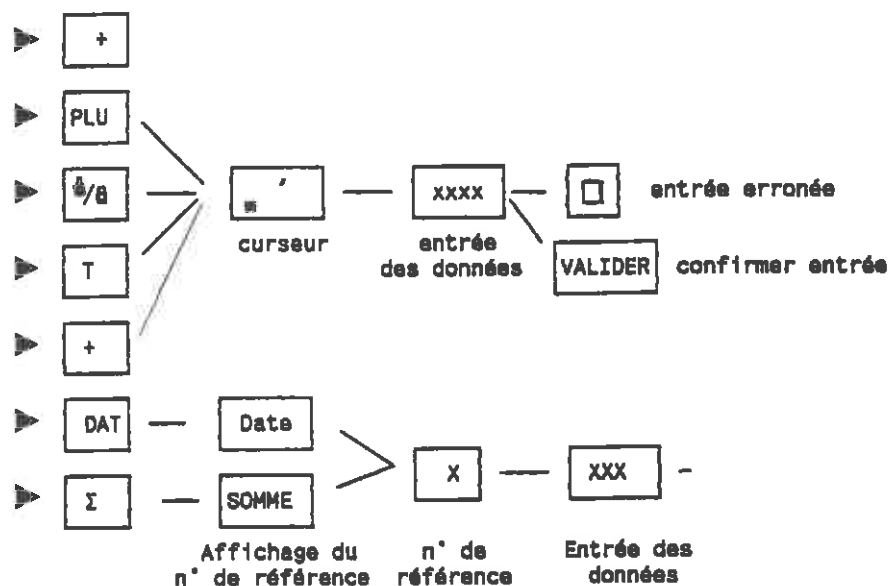 +
PLU
/8
T
+
curseur
xxxx
entrée
des données
entrée erronée
VALIDER confirmer entrée
DAT Date
Σ SOMME
X XXX
Affichage du
n° de référence
n° de
référence
Entrée des
données